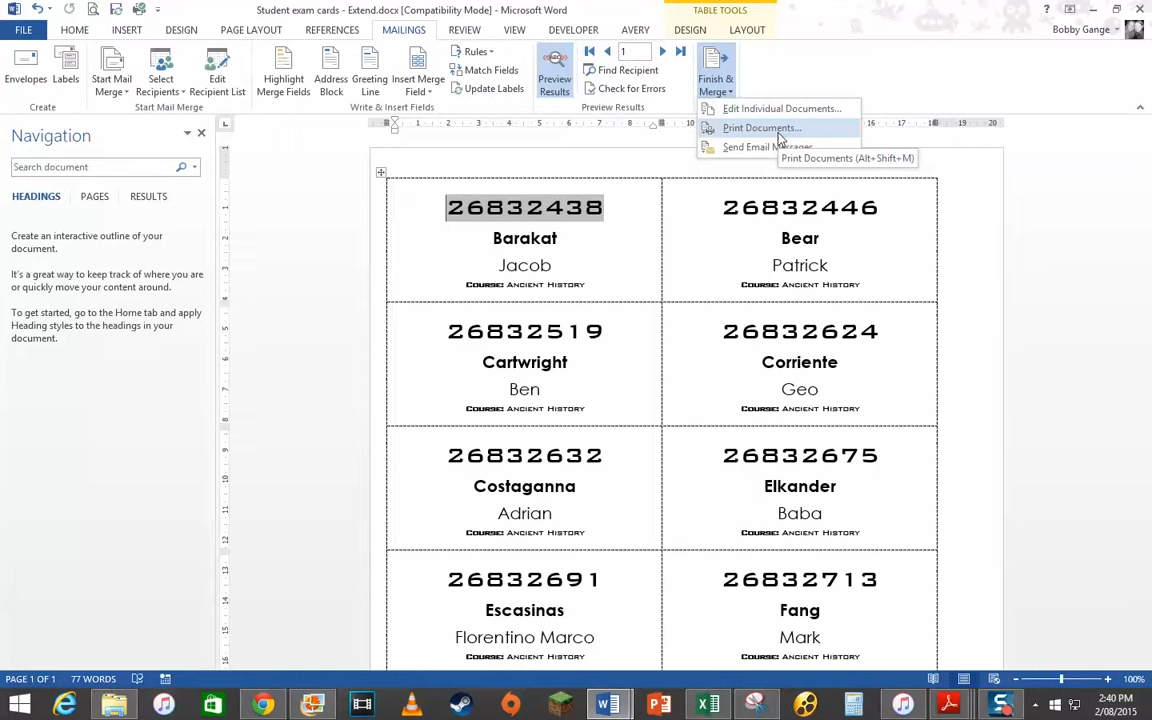 Student exam cards - Extend.docx [Compatibility Mode] - Microsoft Word
TABLE TOOLS
FILE HOME INSERT DESIGN PAGE LAYOUT REFERENCES MAILINGS REVIEW VIEW DEVELOPER AVERY DESIGN LAYOUT
Bobby Gange
Envelopes
Labels
Create
Start Mail Merge
Select Recipients
Edit Recipient List
Start Mail Merge
Highlight Merge Fields
Address Block
Greeting Line
Insert Merge Field
Rules
Match Fields
Update Labels
Write & Insert Fields
Preview Results
1
Find Recipient
Check for Errors
Preview Results
Finish & Merge
Edit Individual Documents...
Print Documents...
Send Email Messages...
Print Documents (Alt+Shift+M)
Navigation
Search document
HEADINGS PAGES RESULTS
Create an interactive outline of your
document.
It's a great way to keep track of where you are
or quickly move your content around.
To get started, go to the Home tab and apply
Heading styles to the headings in your
document.
26832438
Barakat
Jacob
Course: Ancient History
26832446
Bear
Patrick
Course: Ancient History
26832519
Cartwright
Ben
Course: Ancient History
26832624
Corriente
Geo
Course: Ancient History
26832632
Costaganna
Adrian
Course: Ancient History
26832675
Elkander
Baba
Course: Ancient History
26832691
Escasinas
Florentino Marco
Course: Ancient History
26832713
Fang
Mark
Course: Ancient History
PAGE 1 OF 1 77 WORDS
100%
2:40 PM
2/08/2015